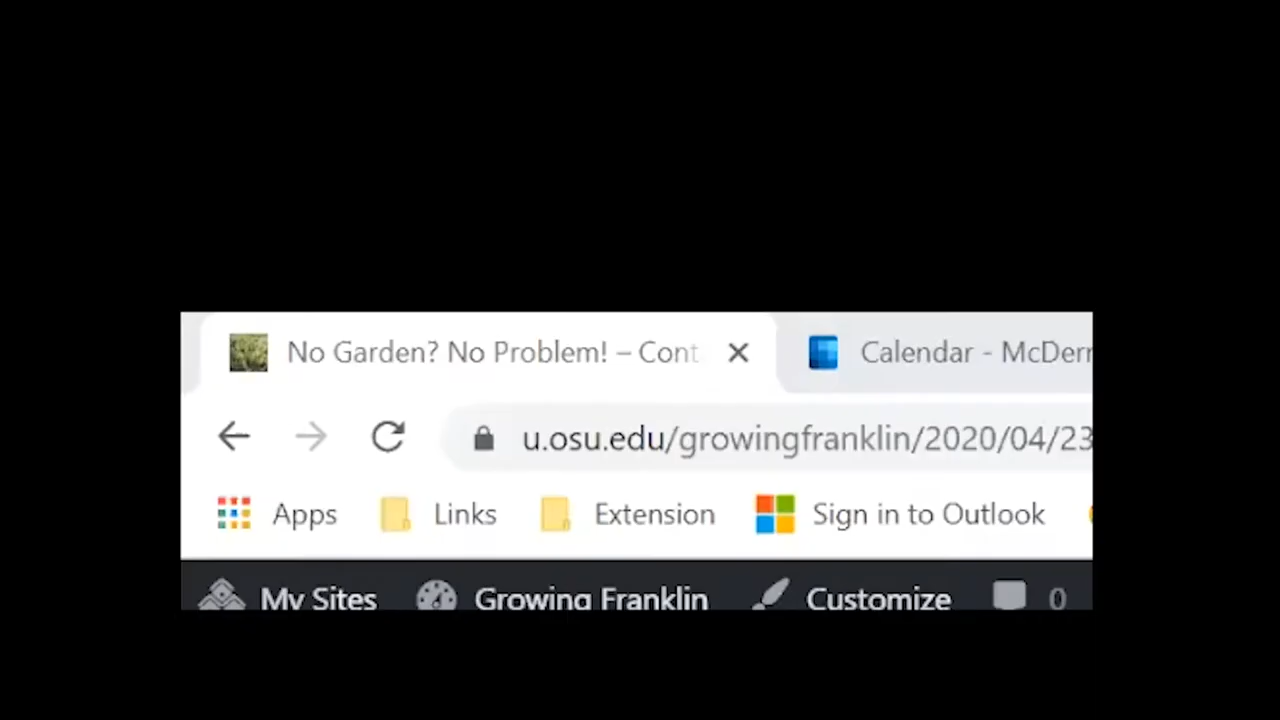 No Garden? No Problem! – Cont
Calendar - McDerr
u.osu.edu/growingfranklin/2020/04/23
Apps Links Extension Sign in to Outlook
My Sites Growing Franklin Customize 0